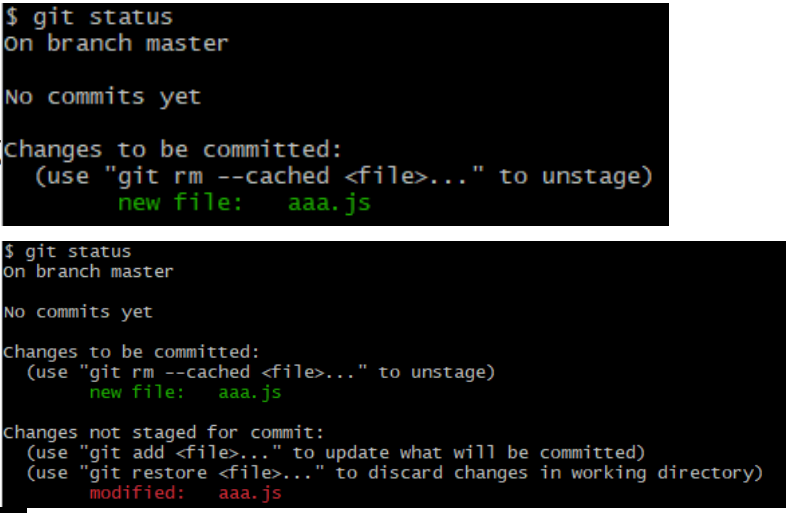 $ git status
On branch master
No commits yet
Changes to be committed:
(use "git rm --cached <file>..." to unstage)
new file: aaa.js
$ git status
On branch master
No commits yet
Changes to be committed:
(use "git rm --cached <file>..." to unstage)
new file: aaa.js
Changes not staged for commit:
(use "git add <file>..." to update what will be committed)
(use "git restore <file>..." to discard changes in working directory)
modified: aaa.js